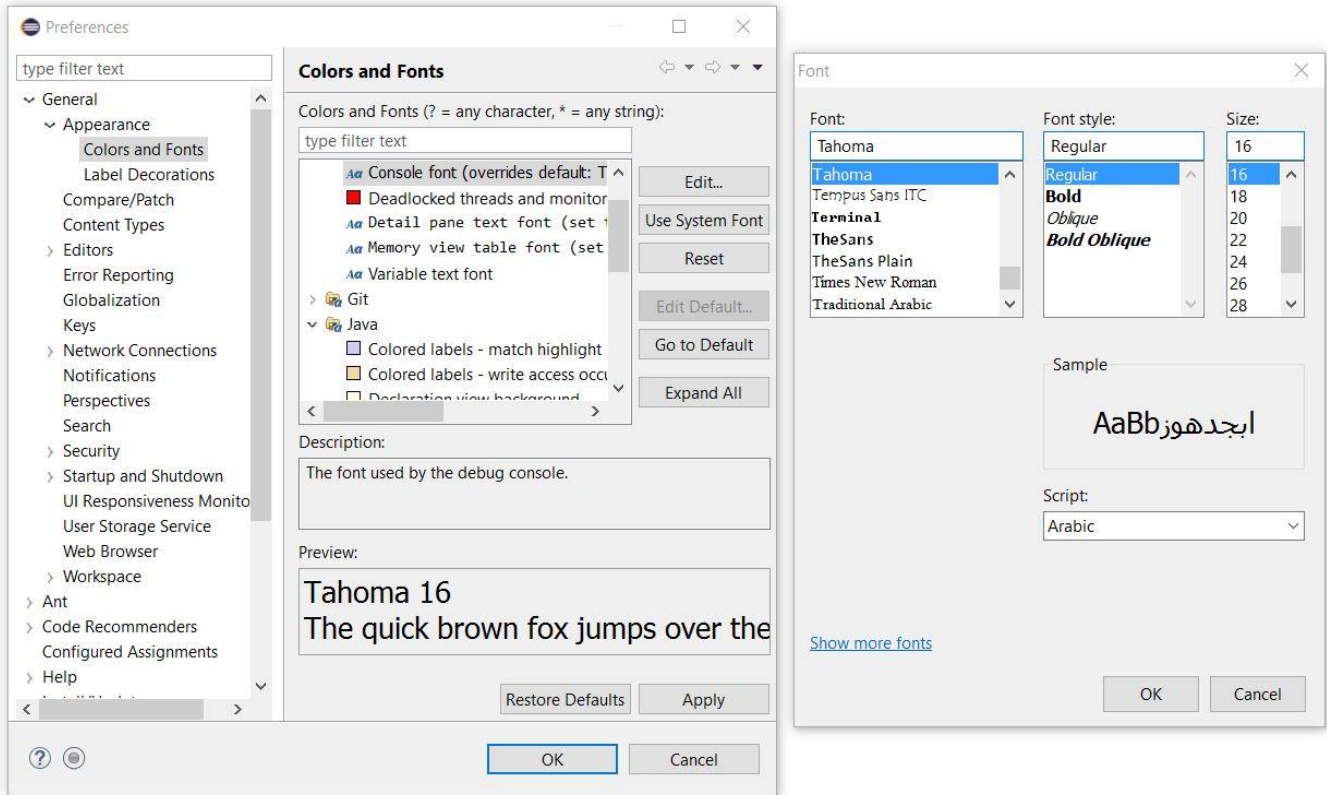 Preferences
type filter text
General
Appearance
Colors and Fonts
Label Decorations
Compare/Patch
Content Types
Editors
Error Reporting
Globalization
Keys
Network Connections
Notifications
Perspectives
Search
Security
Startup and Shutdown
UI Responsiveness Monito
User Storage Service
Web Browser
Workspace
Ant
Code Recommenders
Configured Assignments
Help
Colors and Fonts
Colors and Fonts (? = any character, * = any string):
type filter text
Aa Console font (overrides default: T
Deadlocked threads and monitor
Aa Detail pane text font (set
Aa Memory view table font (set
Aa Variable text font
Git
Java
Colored labels - match highlight
Colored labels - write access occu
Declaration view background
Edit...
Use System Font
Reset
Edit Default...
Go to Default
Expand All
Description:
The font used by the debug console.
Preview:
Tahoma 16
The quick brown fox jumps over the
Restore Defaults
Apply
?
OK
Cancel
Font
Font:
Tahoma
Tahoma
Tempus Sans ITC
Terminal
TheSans
TheSans Plain
Times New Roman
Traditional Arabic
Font style:
Regular
Regular
Bold
Oblique
Bold Oblique
Size:
16
16
18
20
22
24
26
28
Sample
AaBbابجدهوز
Script:
Arabic
Show more fonts
OK
Cancel